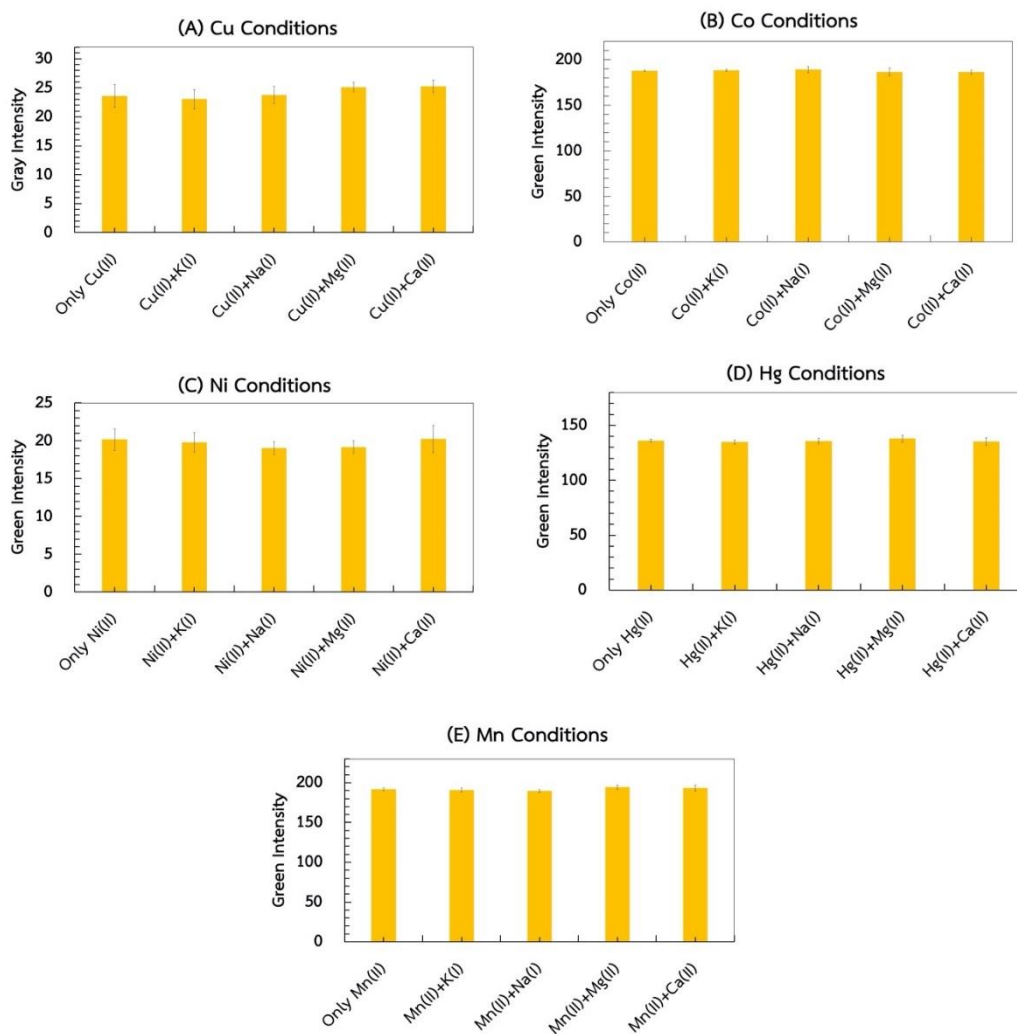 (A) Cu Conditions
Gray Intensity
30
25
20
15
10
5
0
Only Cu(II)
Cu(II)+K(I)
Cu(II)+Na(I)
Cu(II)+Mg(II)
Cu(II)+Ca(II)
(B) Co Conditions
Green Intensity
200
150
100
50
0
Only Co(II)
Co(II)+K(I)
Co(II)+Na(I)
Co(II)+Mg(II)
Co(II)+Ca(II)
(C) Ni Conditions
Green Intensity
25
20
15
10
5
0
Only Ni(II)
Ni(II)+K(I)
Ni(II)+Na(I)
Ni(II)+Mg(II)
Ni(II)+Ca(II)
(D) Hg Conditions
Green Intensity
150
100
50
0
Only Hg(II)
Hg(II)+K(I)
Hg(II)+Na(I)
Hg(II)+Mg(II)
Hg(II)+Ca(II)
(E) Mn Conditions
Green Intensity
200
150
100
50
0
Only Mn(II)
Mn(II)+K(I)
Mn(II)+Na(I)
Mn(II)+Mg(II)
Mn(II)+Ca(II)